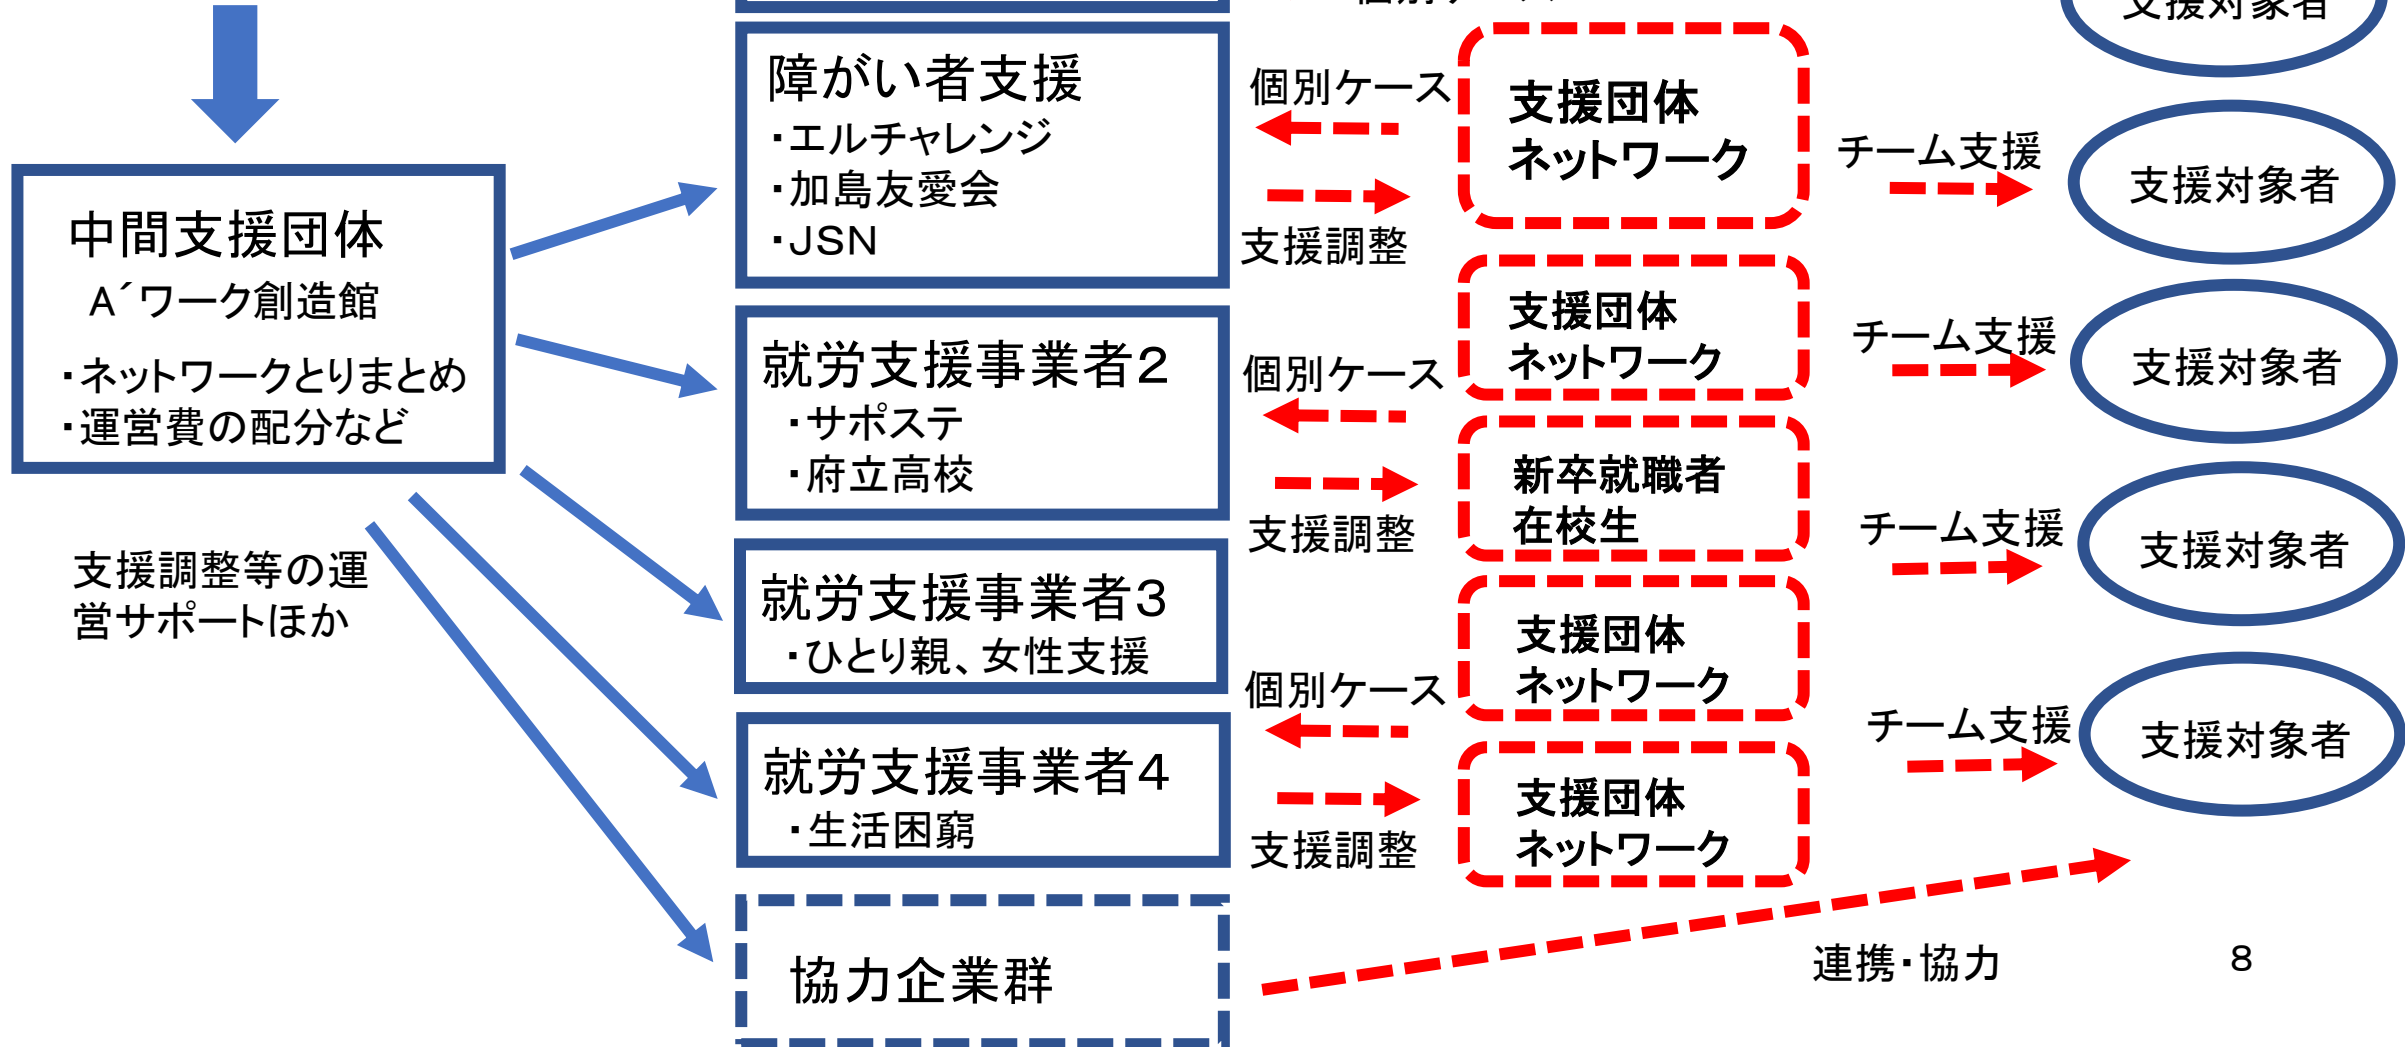 支援対象者
障がい者支援
・エルチャレンジ
・加島友愛会
・JSN
個別ケース
支援調整
支援団体
ネットワーク
チーム支援
支援対象者
中間支援団体
A´ワーク創造館
・ネットワークとりまとめ
・運営費の配分など
支援調整等の運
営サポートほか
就労支援事業者2
・サポステ
・府立高校
個別ケース
支援調整
支援団体
ネットワーク
チーム支援
支援対象者
新卒就職者
在校生
チーム支援
支援対象者
就労支援事業者3
・ひとり親、女性支援
支援団体
ネットワーク
個別ケース
支援調整
チーム支援
支援対象者
就労支援事業者4
・生活困窮
支援団体
ネットワーク
協力企業群
連携・協力
8